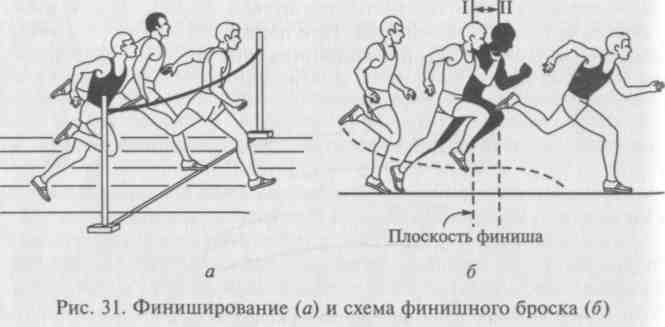 I II
Плоскость финиша
а б
Рис. 31. Финиширование (а) и схема финишного броска (б)